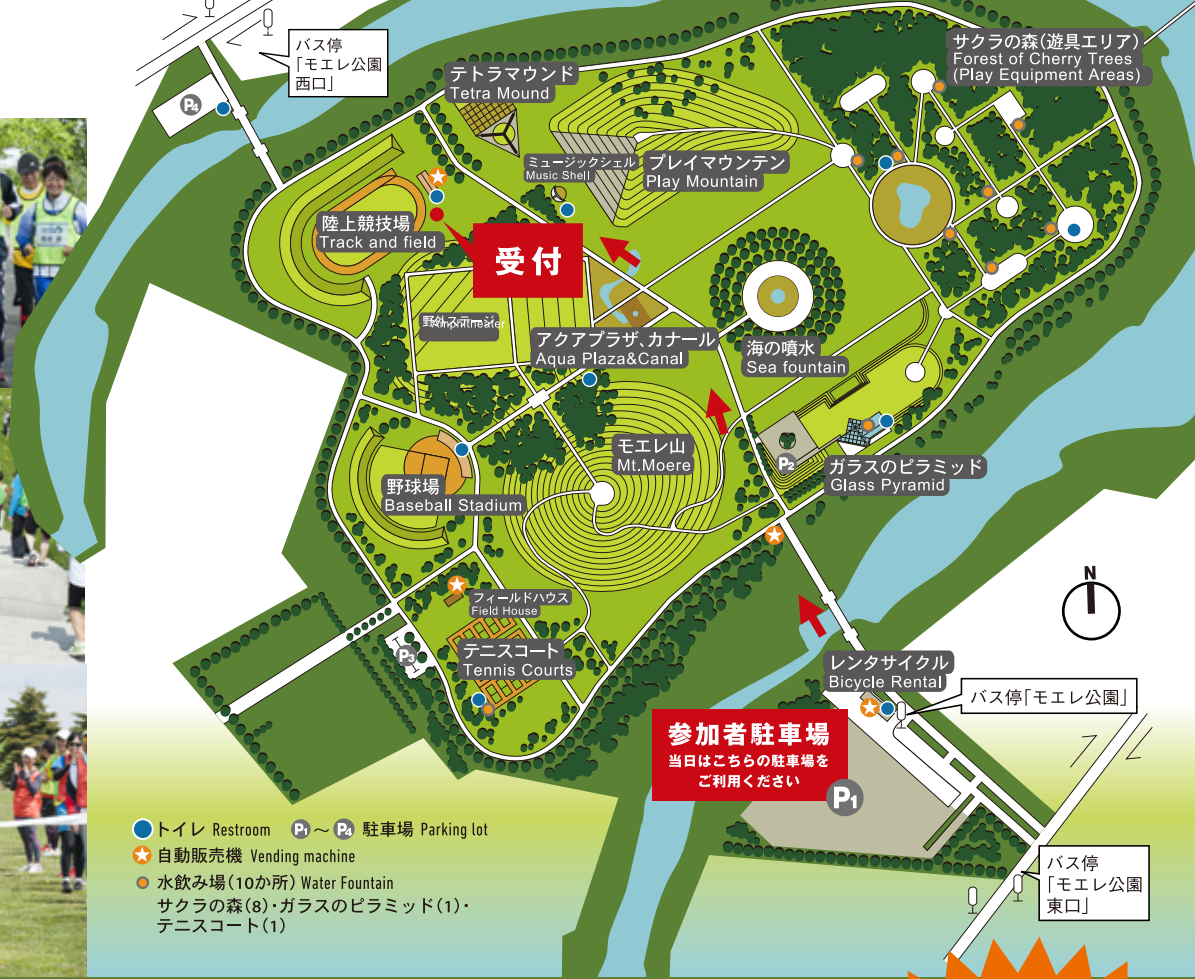 バス停
「モエレ公園
西口」
P4
テトラマウンド
Tetra Mound
サクラの森(遊具エリア)
Forest of Cherry Trees
(Play Equipment Areas)
ミュージックシェル
Music Shell
プレイマウンテン
Play Mountain
陸上競技場
Track and field
受付
野外ステージ
Amphitheater
アクアプラザ、カナール
Aqua Plaza&Canal
海の噴水
Sea fountain
モエレ山
Mt.Moere
P2
ガラスのピラミッド
Glass Pyramid
野球場
Baseball Stadium
N
フィールドハウス
Field House
P3
テニスコート
Tennis Courts
レンタサイクル
Bicycle Rental
バス停「モエレ公園」
参加者駐車場
当日はこちらの駐車場を
ご利用ください
P1
トイレ Restroom P1～P4 駐車場 Parking lot
自動販売機 Vending machine
水飲み場(10か所) Water Fountain
サクラの森(8)・ガラスのピラミッド(1)・
テニスコート(1)
バス停
「モエレ公園
東口」